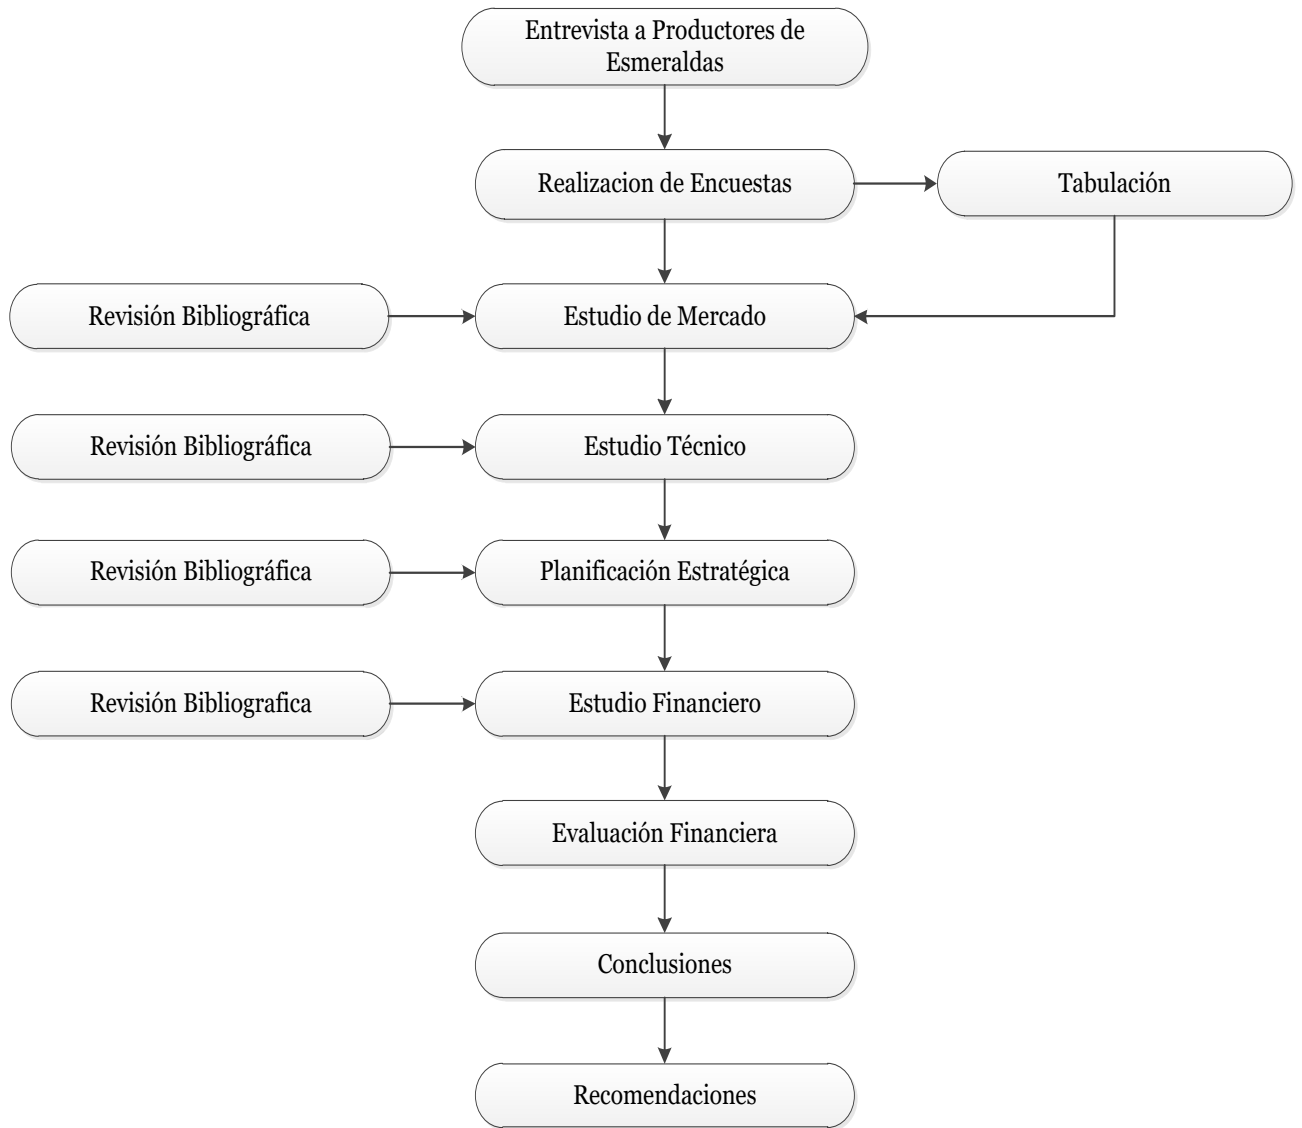 Entrevista a Productores de
Esmeraldas
Realizacion de Encuestas
Tabulación
Revisión Bibliográfica
Estudio de Mercado
Revisión Bibliográfica
Estudio Técnico
Revisión Bibliográfica
Planificación Estratégica
Revisión Bibliografica
Estudio Financiero
Evaluación Financiera
Conclusiones
Recomendaciones